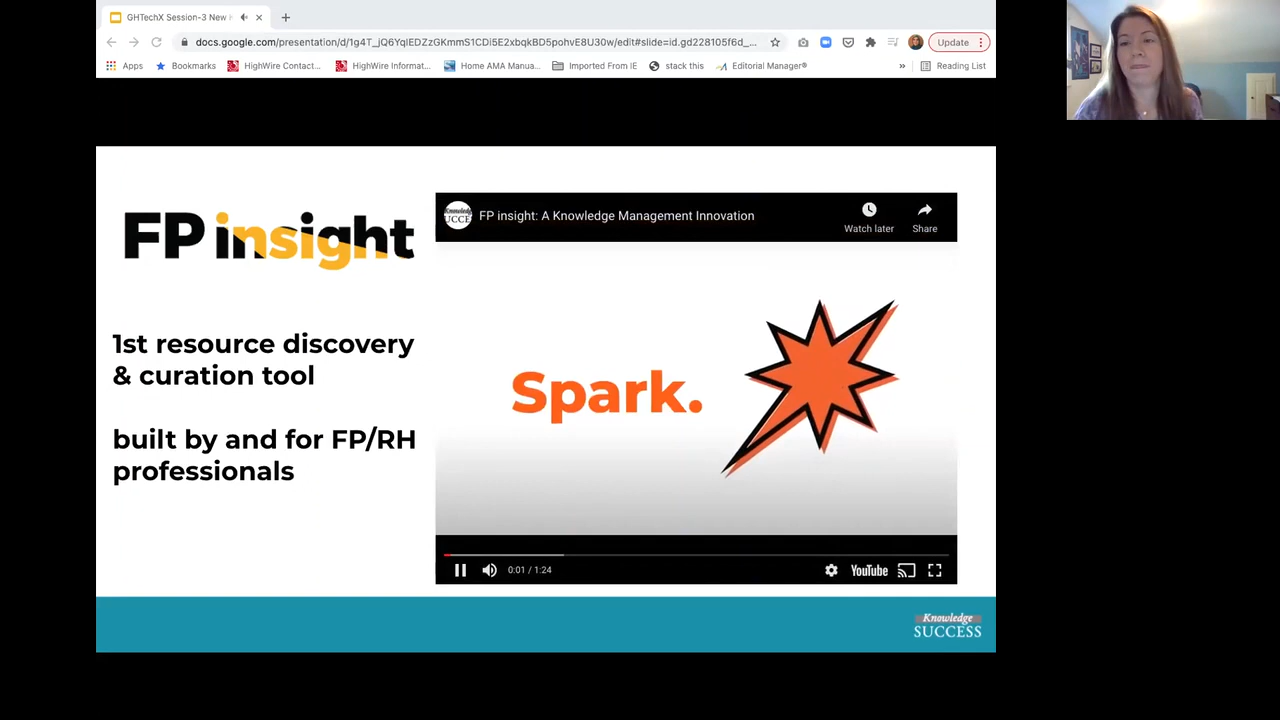 GHTechX Session-3 New
docs.google.com/presentation/d/1g4T_jQ6YqIEDZzGKmmS1CDi5E2xbqkBD5pohvE8U30w/edit#slide=id.gd228105f6d_...
Update
Apps
Bookmarks
HighWire Contact...
HighWire Informat...
Home AMA Manua...
Imported From IE
stack this
Editorial Manager®
»
Reading List
FP insight
1st resource discovery
& curation tool
built by and for FP/RH
professionals
Knowledge
UCCE
FP insight: A Knowledge Management Innovation
Watch later
Share
Spark.
0:01 / 1:24
YouTube
Knowledge
SUCCESS